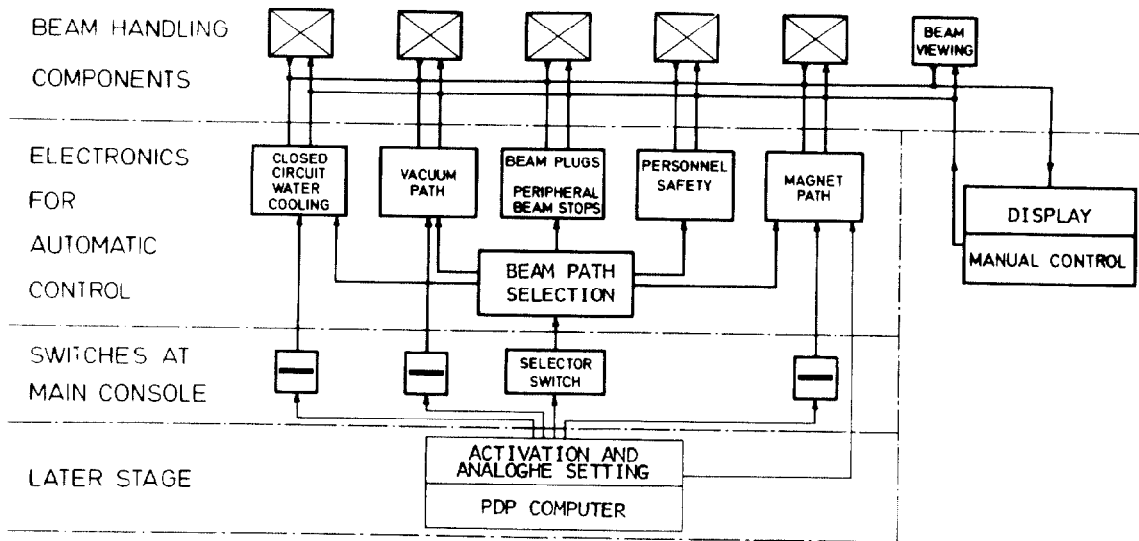 BEAM HANDLING
COMPONENTS
BEAM
VIEWING
ELECTRONICS
FOR
AUTOMATIC
CONTROL
CLOSED
CIRCUIT
WATER
COOLING
VACUUM
PATH
BEAM PLUGS
PERIPHERAL
BEAM STOPS
PERSONNEL
SAFETY
MAGNET
PATH
DISPLAY
MANUAL CONTROL
BEAM PATH
SELECTION
SWITCHES AT
MAIN CONSOLE
SELECTOR
SWITCH
LATER STAGE
ACTIVATION AND
ANALOGHE SETTING
PDP COMPUTER